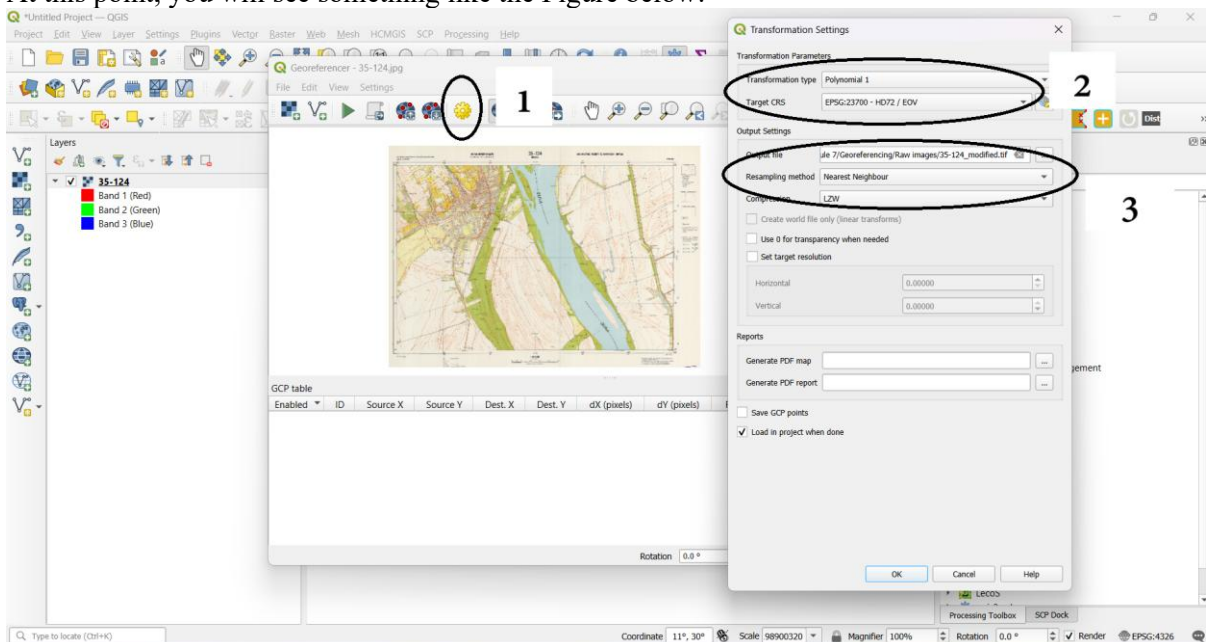 At this point, you will see something like the Figure below:
*Untitled Project — QGIS
Project Edit View Layer Settings Plugins Vector Raster Web Mesh HCMGIS SCP Processing Help
Layers
35-124
Band 1 (Red)
Band 2 (Green)
Band 3 (Blue)
Georeferencer - 35-124.jpg
File Edit View Settings
1
GCP table
Enabled ID Source X Source Y Dest. X Dest. Y dX (pixels) dY (pixels)
Rotation 0.0 °
Transformation Settings
Transformation Parameters
Transformation type Polynomial 1
2
Target CRS EPSG:23700 - HD72 / EOV
Output Settings
Output file ule 7/Georeferencing/Raw images/35-124_modified.tif
Resampling method Nearest Neighbour
Compression LZW
3
Create world file only (linear transforms)
Use 0 for transparency when needed
Set target resolution
Horizontal 0.00000
Vertical 0.00000
Reports
Generate PDF map ...
Generate PDF report ...
Save GCP points
Load in project when done
OK Cancel Help
Dist
gement
LecoS
Processing Toolbox SCP Dock
Type to locate (Ctrl+K) Coordinate 11°, 30° Scale 98900320 Magnifier 100% Rotation 0.0 ° Render EPSG:4326